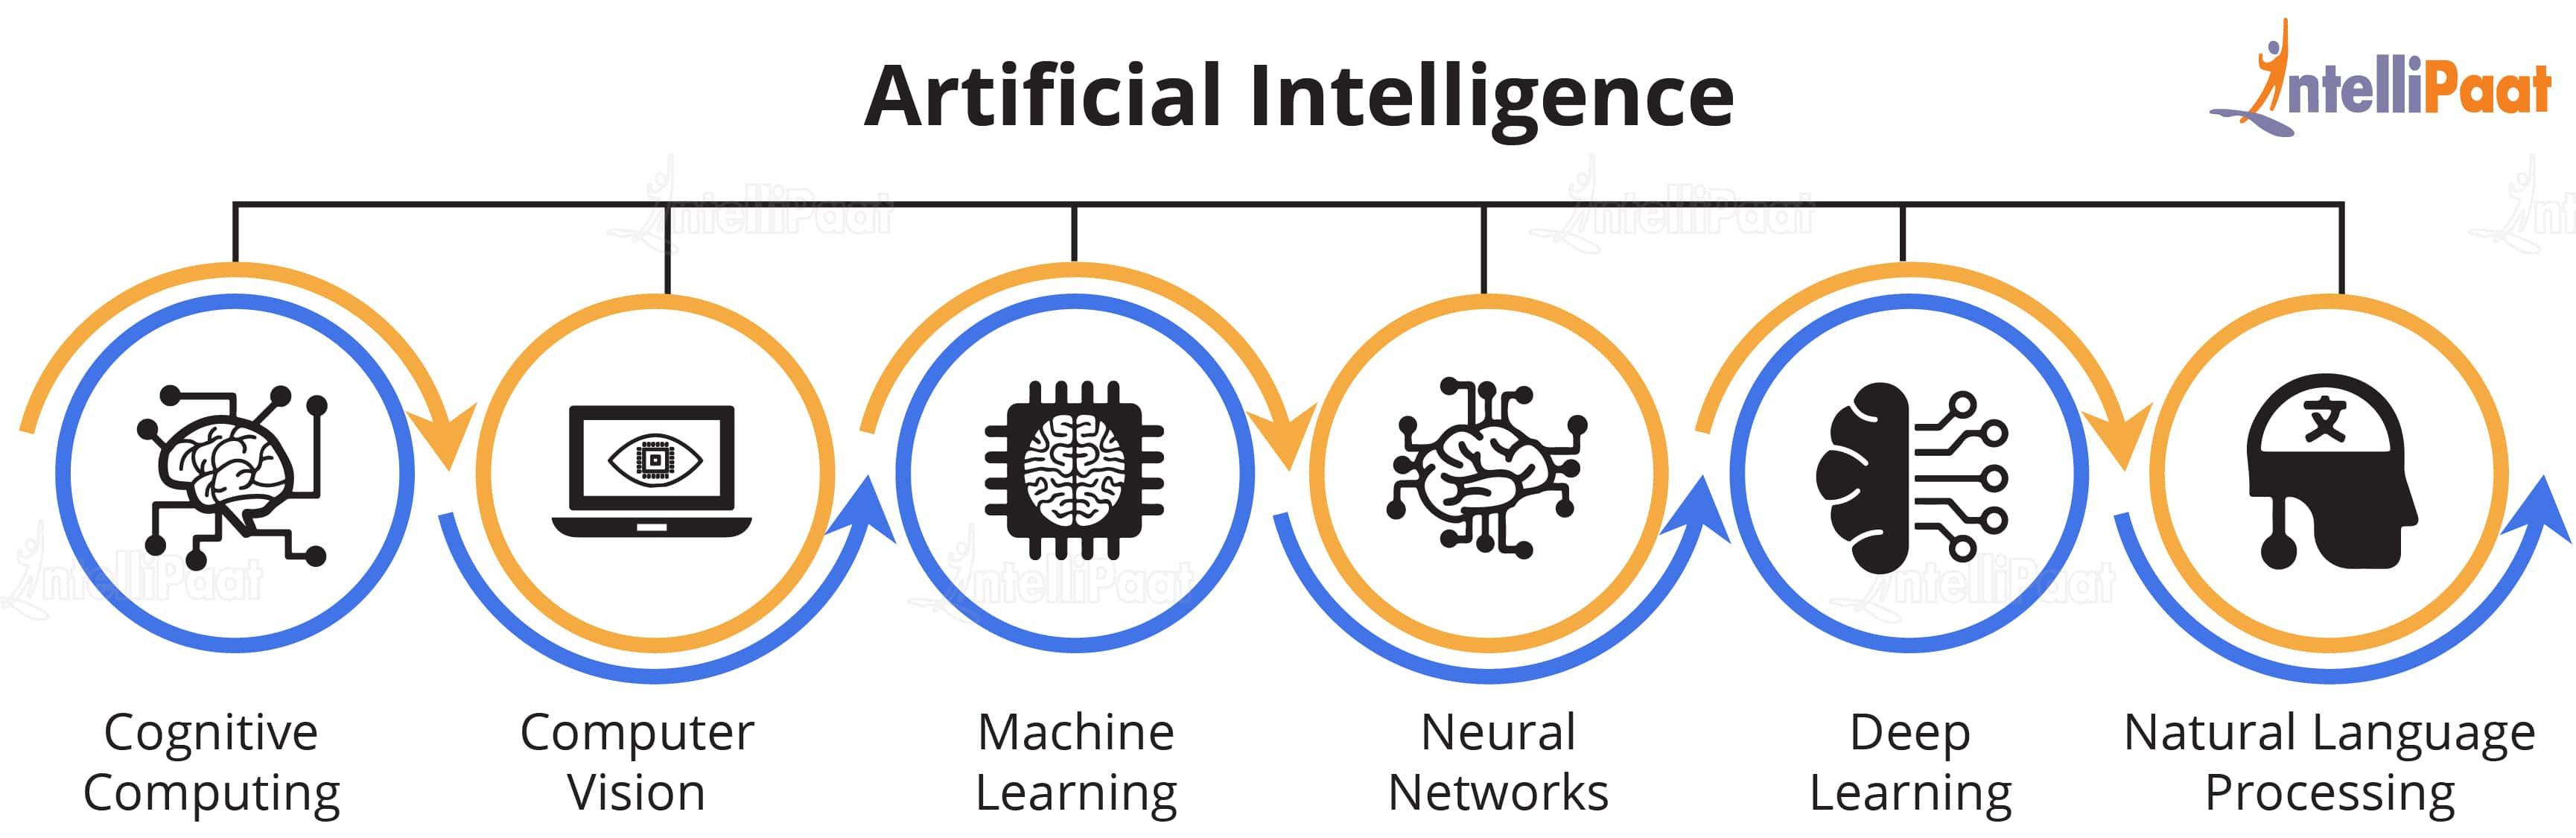 Artificial Intelligence
IntelliPaat
IntelliPaat
IntelliPaat
Int
文
IntelliPaat
IntelliPaat
IntelliPaat
Cognitive
Computing
Computer
Vision
Machine
Learning
Neural
Networks
Deep
Learning
Natural Language
Processing